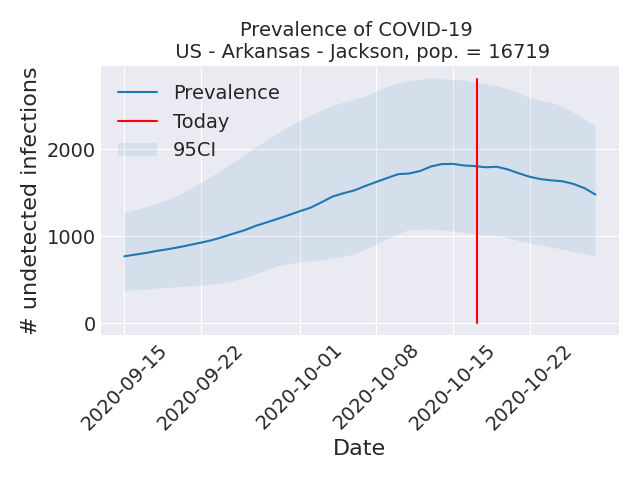 Prevalence of COVID-19
US - Arkansas - Jackson, pop. = 16719
Prevalence
Today
95CI
# undetected infections
2000
1000
0
2020-09-15
2020-09-22
2020-10-01
2020-10-08
2020-10-15
2020-10-22
Date